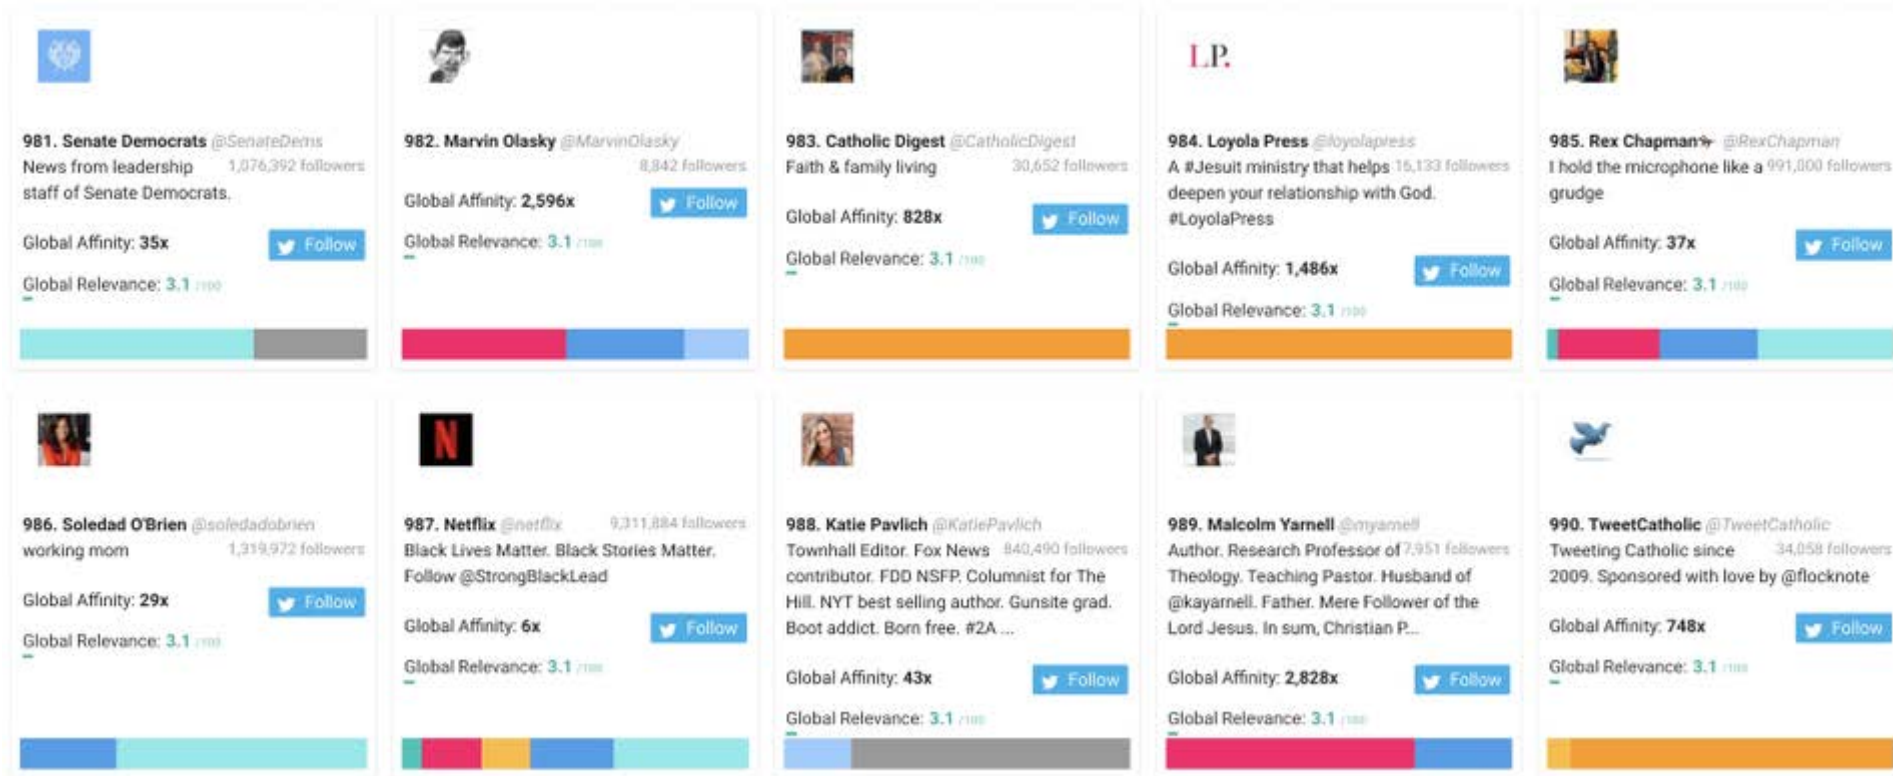 LP.
981. Senate Democrats @SenateDems
News from leadership 1,076,392 followers
staff of Senate Democrats.
Global Affinity: 35x Follow
Global Relevance: 3.1 /100
982. Marvin Olasky @MarvinOlasky
8,842 followers
Global Affinity: 2,596x Follow
Global Relevance: 3.1 /100
983. Catholic Digest @CatholicDigest
Faith & family living 30,652 followers
Global Affinity: 828x Follow
Global Relevance: 3.1 /100
984. Loyola Press @loyolapress
A #Jesuit ministry that helps 16,133 followers
deepen your relationship with God.
#LoyolaPress
Global Affinity: 1,486x Follow
Global Relevance: 3.1 /100
985. Rex Chapman @RexChapman
I hold the microphone like a 991,000 followers
grudge
Global Affinity: 37x Follow
Global Relevance: 3.1 /100
986. Soledad O'Brien @soledadobrien
working mom 1,319,972 followers
Global Affinity: 29x Follow
Global Relevance: 3.1 /100
N
987. Netflix @netflix 9,311,884 followers
Black Lives Matter. Black Stories Matter.
Follow @StrongBlackLead
Global Affinity: 6x Follow
Global Relevance: 3.1 /100
988. Katie Pavlich @KatiePavlich
Townhall Editor. Fox News 840,490 followers
contributor. FDD NSFP. Columnist for The
Hill. NYT best selling author. Gunsite grad.
Boot addict. Born free. #2A ...
Global Affinity: 43x Follow
Global Relevance: 3.1 /100
989. Malcolm Yarnell @myarnell
Author. Research Professor of 7,951 followers
Theology. Teaching Pastor. Husband of
@kayarnell. Father. Mere Follower of the
Lord Jesus. In sum, Christian P...
Global Affinity: 2,828x Follow
Global Relevance: 3.1 /100
990. TweetCatholic @TweetCatholic
Tweeting Catholic since 34,058 followers
2009. Sponsored with love by @flocknote
Global Affinity: 748x Follow
Global Relevance: 3.1 /100